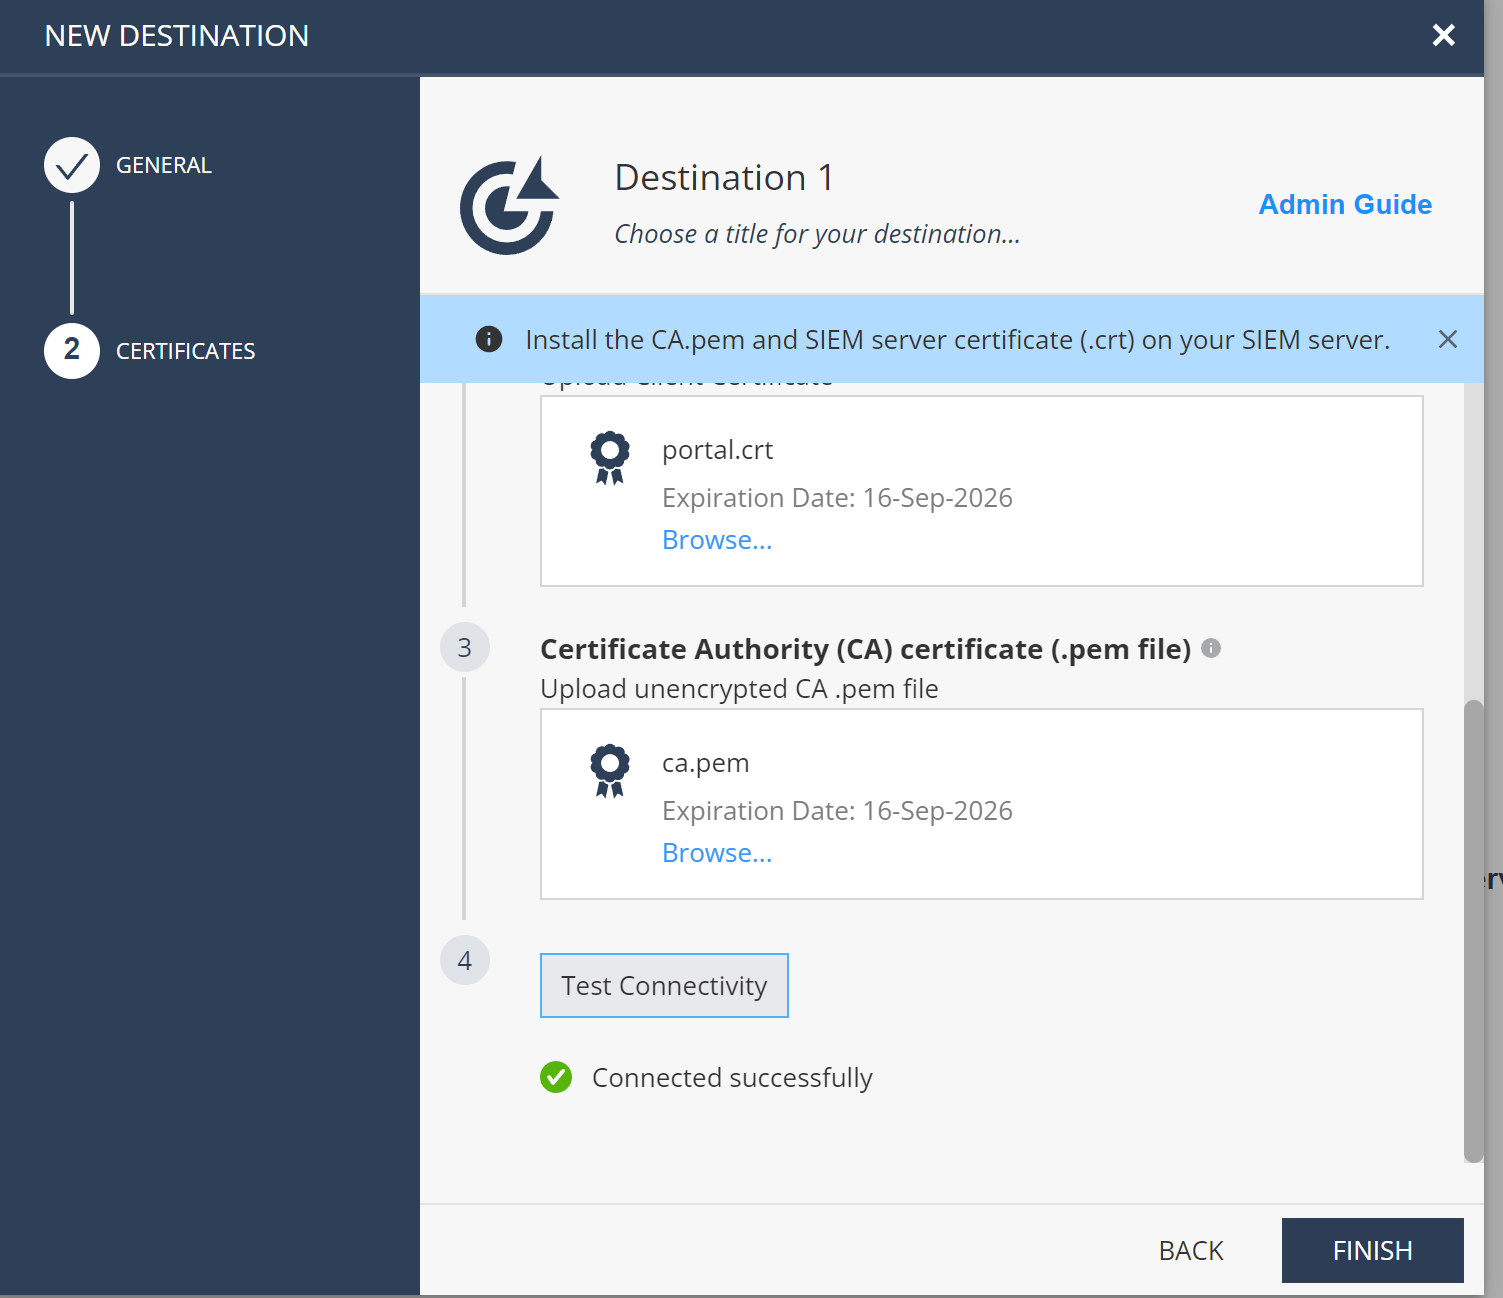 NEW DESTINATION
GENERAL
2
CERTIFICATES
Destination 1
Choose a title for your destination...
Admin Guide
Install the CA.pem and SIEM server certificate (.crt) on your SIEM server.
Upload Client Certificate
portal.crt
Expiration Date: 16-Sep-2026
Browse...
3
Certificate Authority (CA) certificate (.pem file)
Upload unencrypted CA .pem file
ca.pem
Expiration Date: 16-Sep-2026
Browse...
4
Test Connectivity
Connected successfully
BACK
FINISH